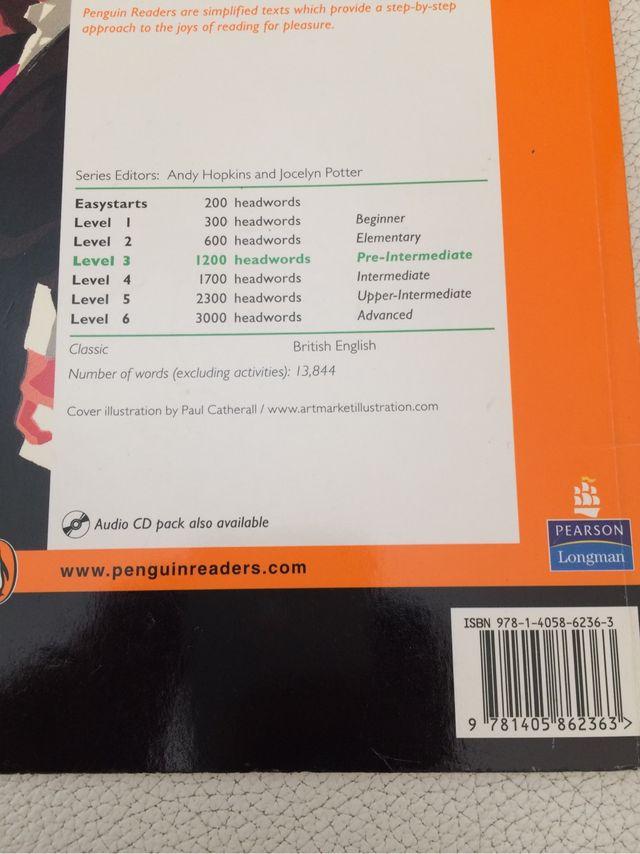 Penguin Readers are simplified texts which provide a step-by-step
approach to the joys of reading for pleasure.
Series Editors: Andy Hopkins and Jocelyn Potter
Easystarts 200 headwords
Level 1 300 headwords Beginner
Level 2 600 headwords Elementary
Level 3 1200 headwords Pre-Intermediate
Level 4 1700 headwords Intermediate
Level 5 2300 headwords Upper-Intermediate
Level 6 3000 headwords Advanced
Classic British English
Number of words (excluding activities): 13,844
Cover illustration by Paul Catherall / www.artmarketillustration.com
Audio CD pack also available
www.penguinreaders.com
PEARSON
Longman
ISBN 978-1-4058-6236-3
9 781405 862363 >